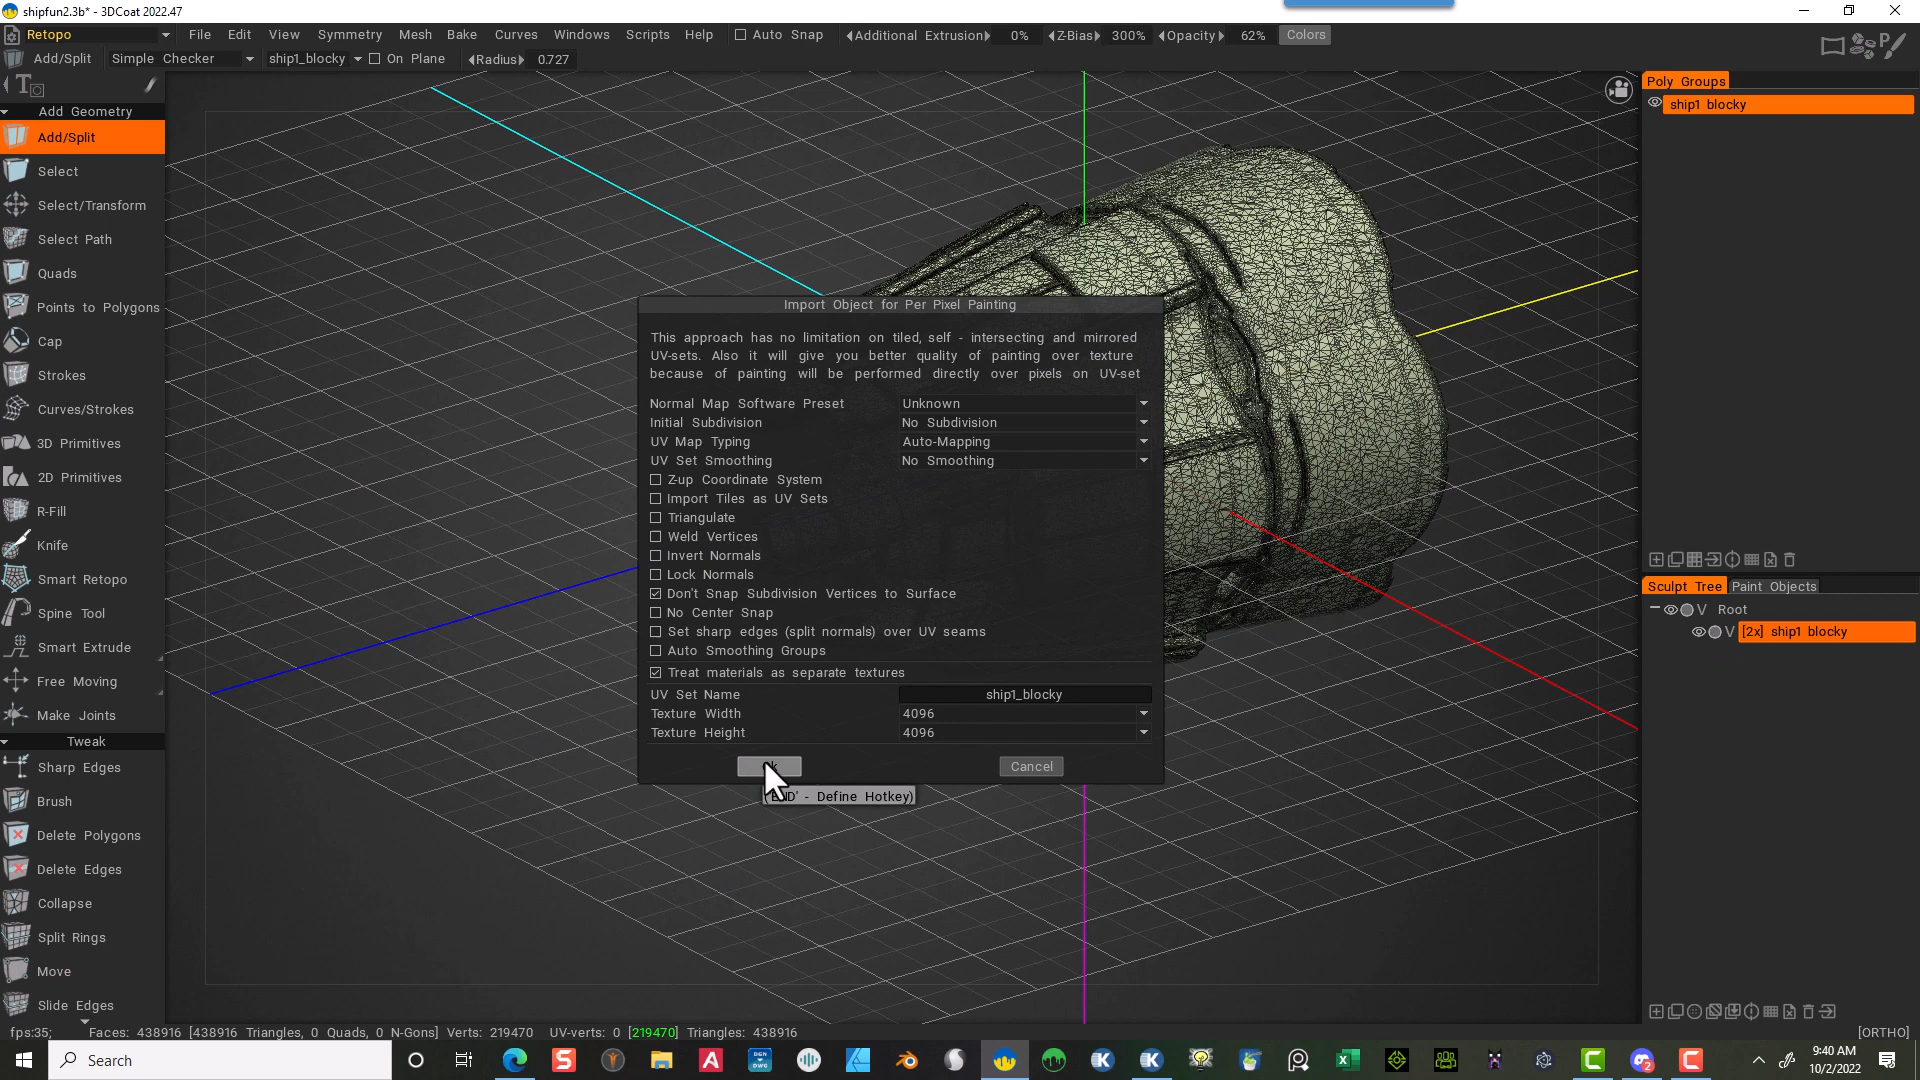 shipfun2.3b* - 3DCoat 2022.47
Retopo File Edit View Symmetry Mesh Bake Curves Windows Scripts Help Auto Snap Additional Extrusion 0% Z-Bias 300% Opacity 62% Colors
Add/Split Simple Checker ship1_blocky On Plane Radius 0.727
Add Geometry
Add/Split
Select
Select/Transform
Select Path
Quads
Points to Polygons
Cap
Strokes
Curves/Strokes
3D Primitives
2D Primitives
R-Fill
Knife
Smart Retopo
Spine Tool
Smart Extrude
Free Moving
Make Joints
Tweak
Sharp Edges
Brush
Delete Polygons
Delete Edges
Collapse
Split Rings
Move
Slide Edges
Import Object for Per Pixel Painting
This approach has no limitation on tiled, self - intersecting and mirrored
UV-sets. Also it will give you better quality of painting over texture
because of painting will be performed directly over pixels on UV-set
Normal Map Software Preset Unknown
Initial Subdivision No Subdivision
UV Map Typing Auto-Mapping
UV Set Smoothing No Smoothing
Z-up Coordinate System
Import Tiles as UV Sets
Triangulate
Weld Vertices
Invert Normals
Lock Normals
Don't Snap Subdivision Vertices to Surface
No Center Snap
Set sharp edges (split normals) over UV seams
Auto Smoothing Groups
Treat materials as separate textures
UV Set Name ship1_blocky
Texture Width 4096
Texture Height 4096
Cancel
- Define Hotkey)
Poly Groups
ship1 blocky
Sculpt Tree Paint Objects
V Root
V [2x] ship1 blocky
fps:35; Faces: 438916 [438916 Triangles, 0 Quads, 0 N-Gons] Verts: 219470 UV-verts: 0 [219470] Triangles: 438916 [ORTHO]
Search
9:40 AM
10/2/2022